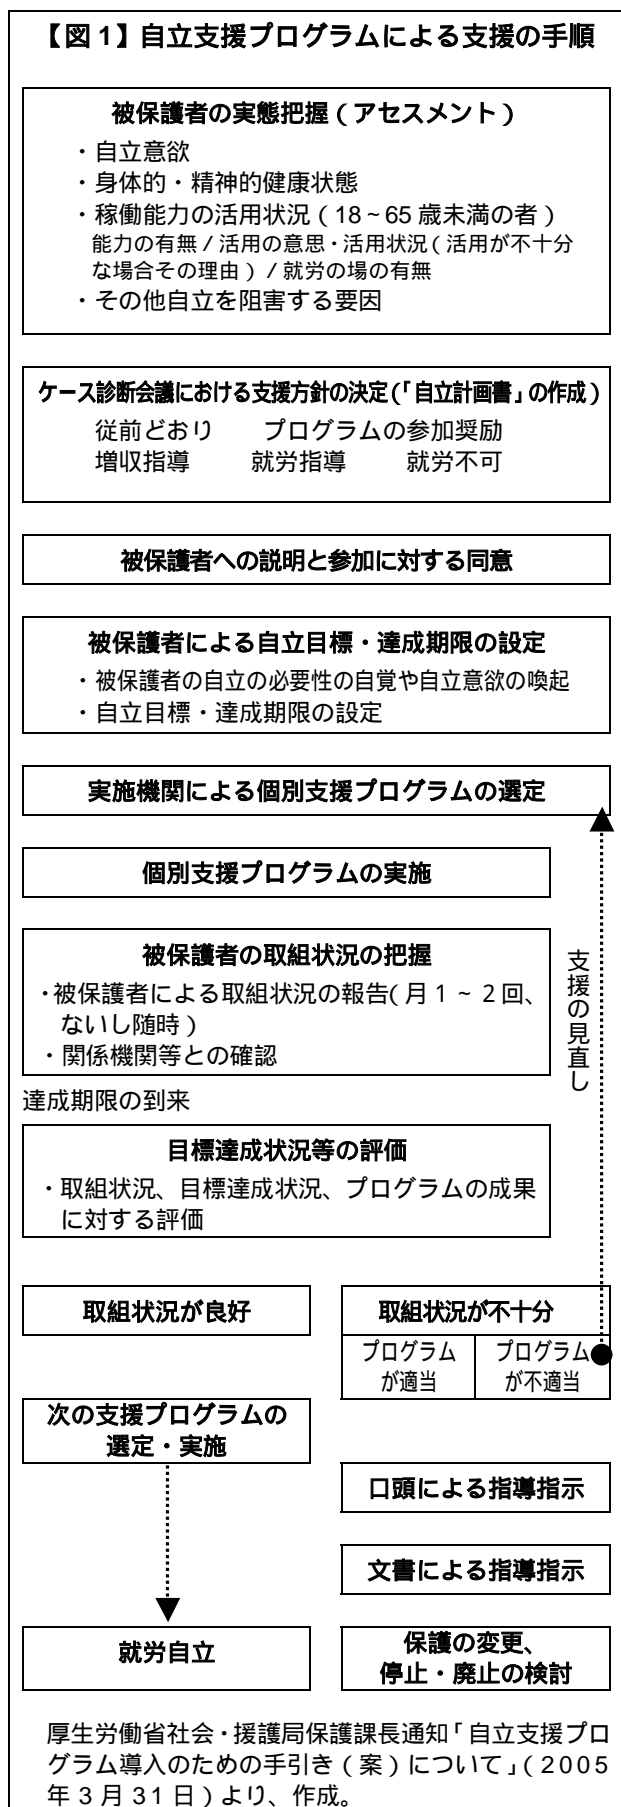 【図1】自立支援プログラムによる支援の手順
被保護者の実態把握(アセスメント)
・自立意欲
・身体的・精神的健康状態
・稼働能力の活用状況(18~65歳未満の者)
能力の有無/活用の意思・活用状況(活用が不十分
な場合その理由)/就労の場の有無
・その他自立を阻害する要因
ケース診断会議における支援方針の決定(「自立計画書」の作成)
従前どおり プログラムの参加奨励
増収指導 就労指導 就労不可
被保護者への説明と参加に対する同意
被保護者による自立目標・達成期限の設定
・被保護者の自立の必要性の自覚や自立意欲の喚起
・自立目標・達成期限の設定
実施機関による個別支援プログラムの選定
個別支援プログラムの実施
被保護者の取組状況の把握
・被保護者による取組状況の報告(月1~2回、
ないし随時)
・関係機関等との確認
支援の見直し
達成期限の到来
目標達成状況等の評価
・取組状況、目標達成状況、プログラムの成果
に対する評価
取組状況が良好
取組状況が不十分
プログラム
が適当
プログラム
が不適当
次の支援プログラムの
選定・実施
口頭による指導指示
文書による指導指示
就労自立
保護の変更、
停止・廃止の検討
厚生労働省社会・援護局保護課長通知「自立支援プロ
グラム導入のための手引き(案)について」(2005
年3月31日)より、作成。